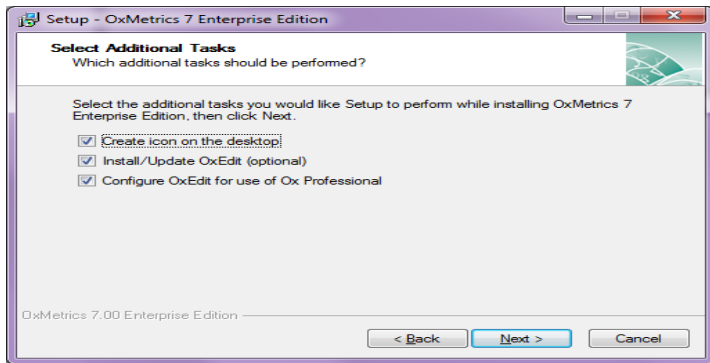 Setup - OxMetrics 7 Enterprise Edition
Select Additional Tasks
Which additional tasks should be performed?
Select the additional tasks you would like Setup to perform while installing OxMetrics 7
Enterprise Edition, then click Next.
Create icon on the desktop
Install/Update OxEdit (optional)
Configure OxEdit for use of Ox Professional
OxMetrics 7.00 Enterprise Edition
< Back
Next >
Cancel